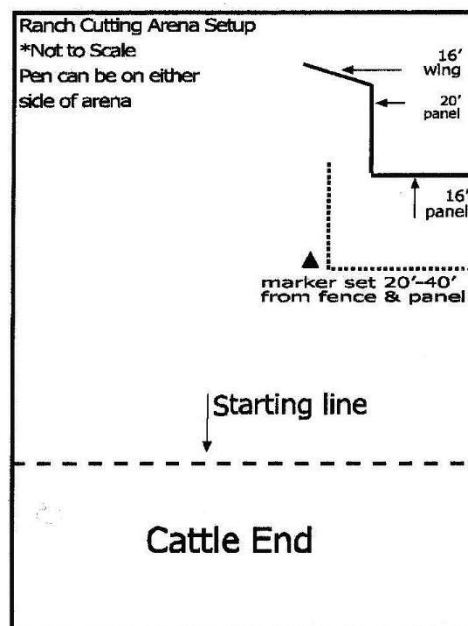 Ranch Cutting Arena Setup
*Not to Scale
Pen can be on either
side of arena
16'
wing
20'
panel
16'
panel
marker set 20'-40'
from fence & panel
Starting line
Cattle End